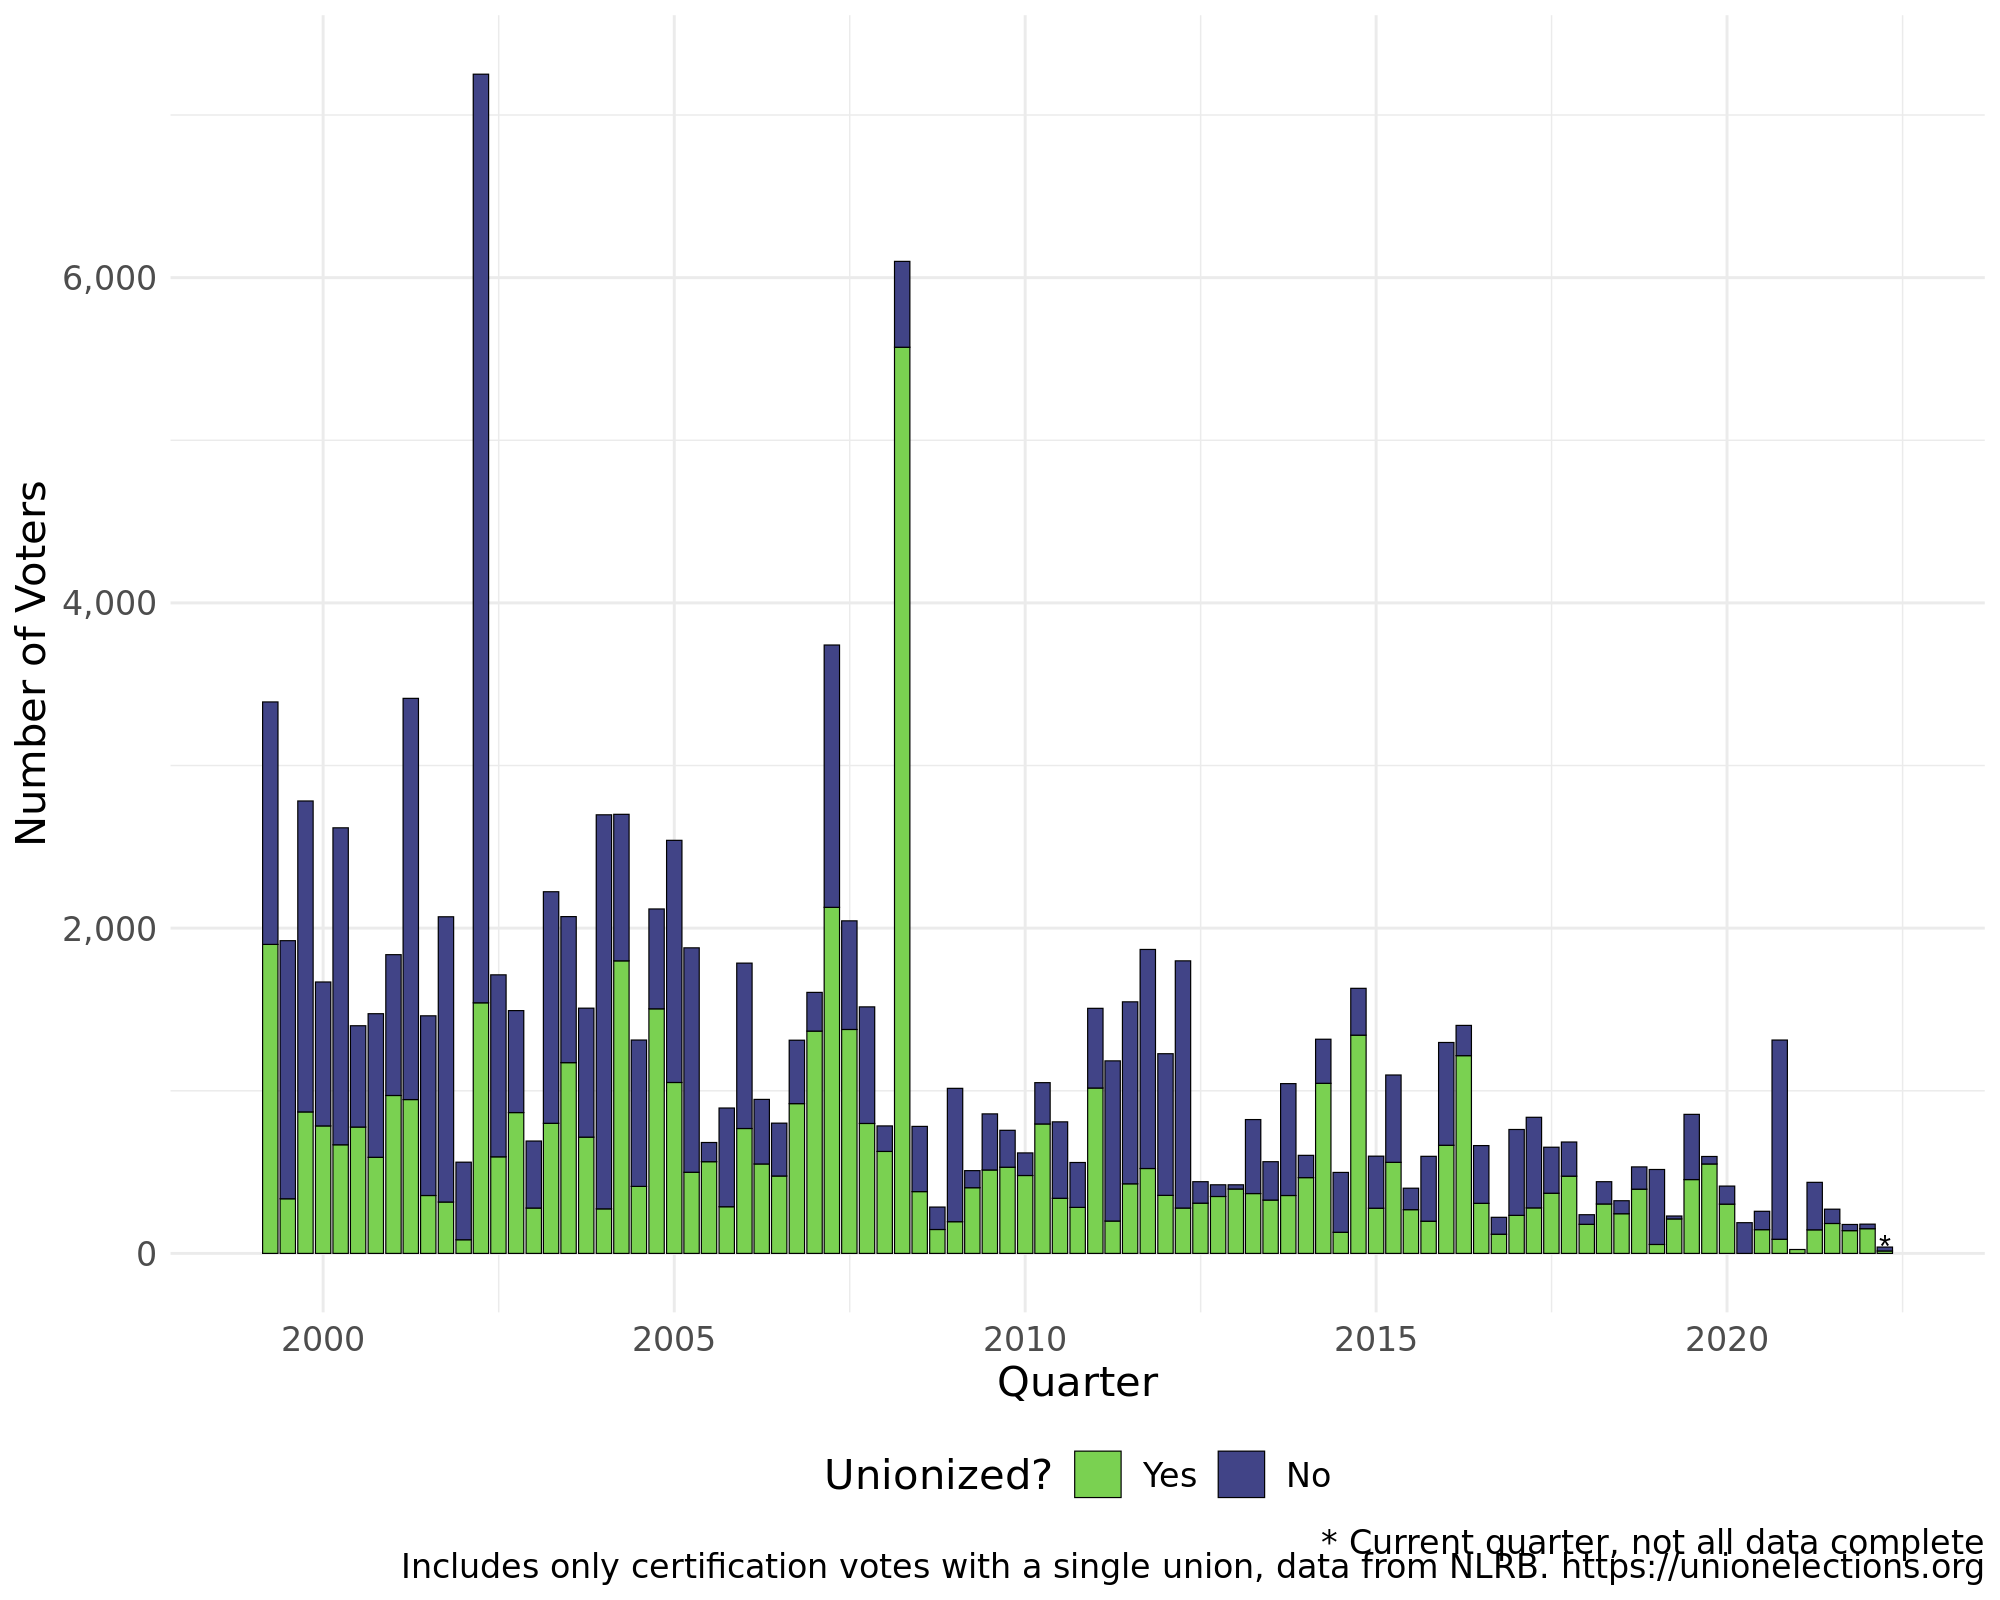 6,000
4,000
2,000
0
Number of Voters
*
2000 2005 2010 2015 2020
Quarter
Unionized? Yes No
* Current quarter, not all data complete
Includes only certification votes with a single union, data from NLRB. https://unionelections.org